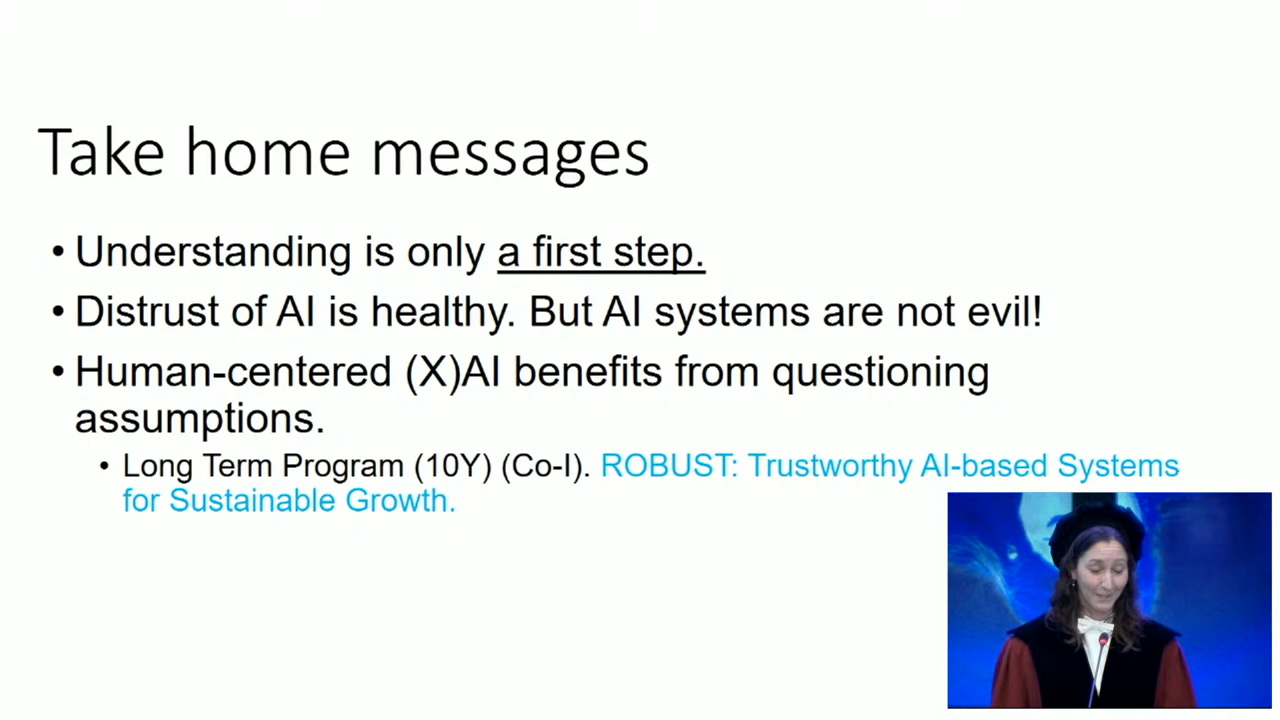 Take home messages
• Understanding is only a first step.
• Distrust of AI is healthy. But AI systems are not evil!
• Human-centered (X)AI benefits from questioning
assumptions.
• Long Term Program (10Y) (Co-I). ROBUST: Trustworthy AI-based Systems
for Sustainable Growth.